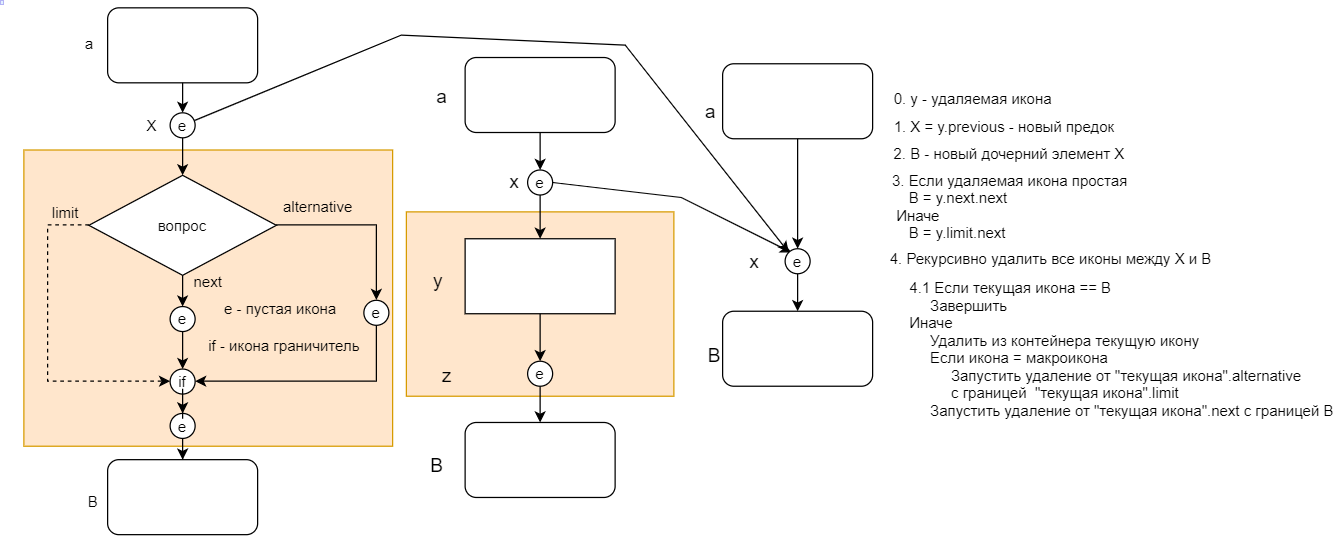 a
X
e
limit
alternative
вопрос
next
e
e - пустая икона
e
if - икона граничитель
if
e
B
a
x
e
y
z
e
B
a
x
e
B
0. y - удаляемая икона
1. X = y.previous - новый предок
2. B - новый дочерний элемент X
3. Если удаляемая икона простая
B = y.next.next
Иначе
B = y.limit.next
4. Рекурсивно удалить все иконы между X и B
4.1 Если текущая икона == B
Завершить
Иначе
Удалить из контейнера текущую икону
Если икона = макроикона
Запустить удаление от "текущая икона".alternative
с границей "текущая икона".limit
Запустить удаление от "текущая икона".next с границей B